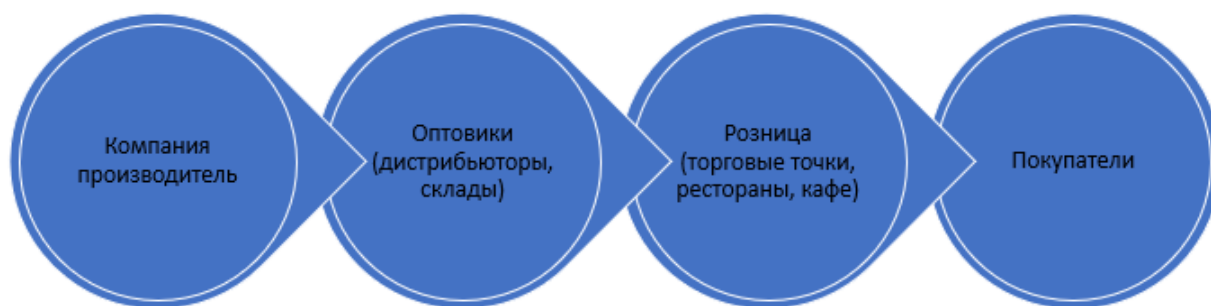 Компания
производитель
Оптовики
(дистрибьюторы,
склады)
Розница
(торговые точки,
рестораны, кафе)
Покупатели